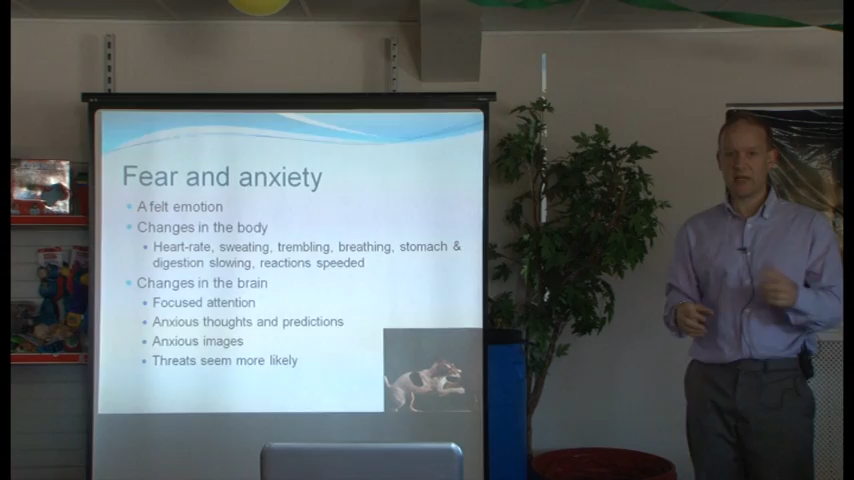 Fear and anxiety
A felt emotion
Changes in the body
Heart-rate, sweating, trembling, breathing, stomach &
digestion slowing, reactions speeded
Changes in the brain
Focused attention
Anxious thoughts and predictions
Anxious images
Threats seem more likely